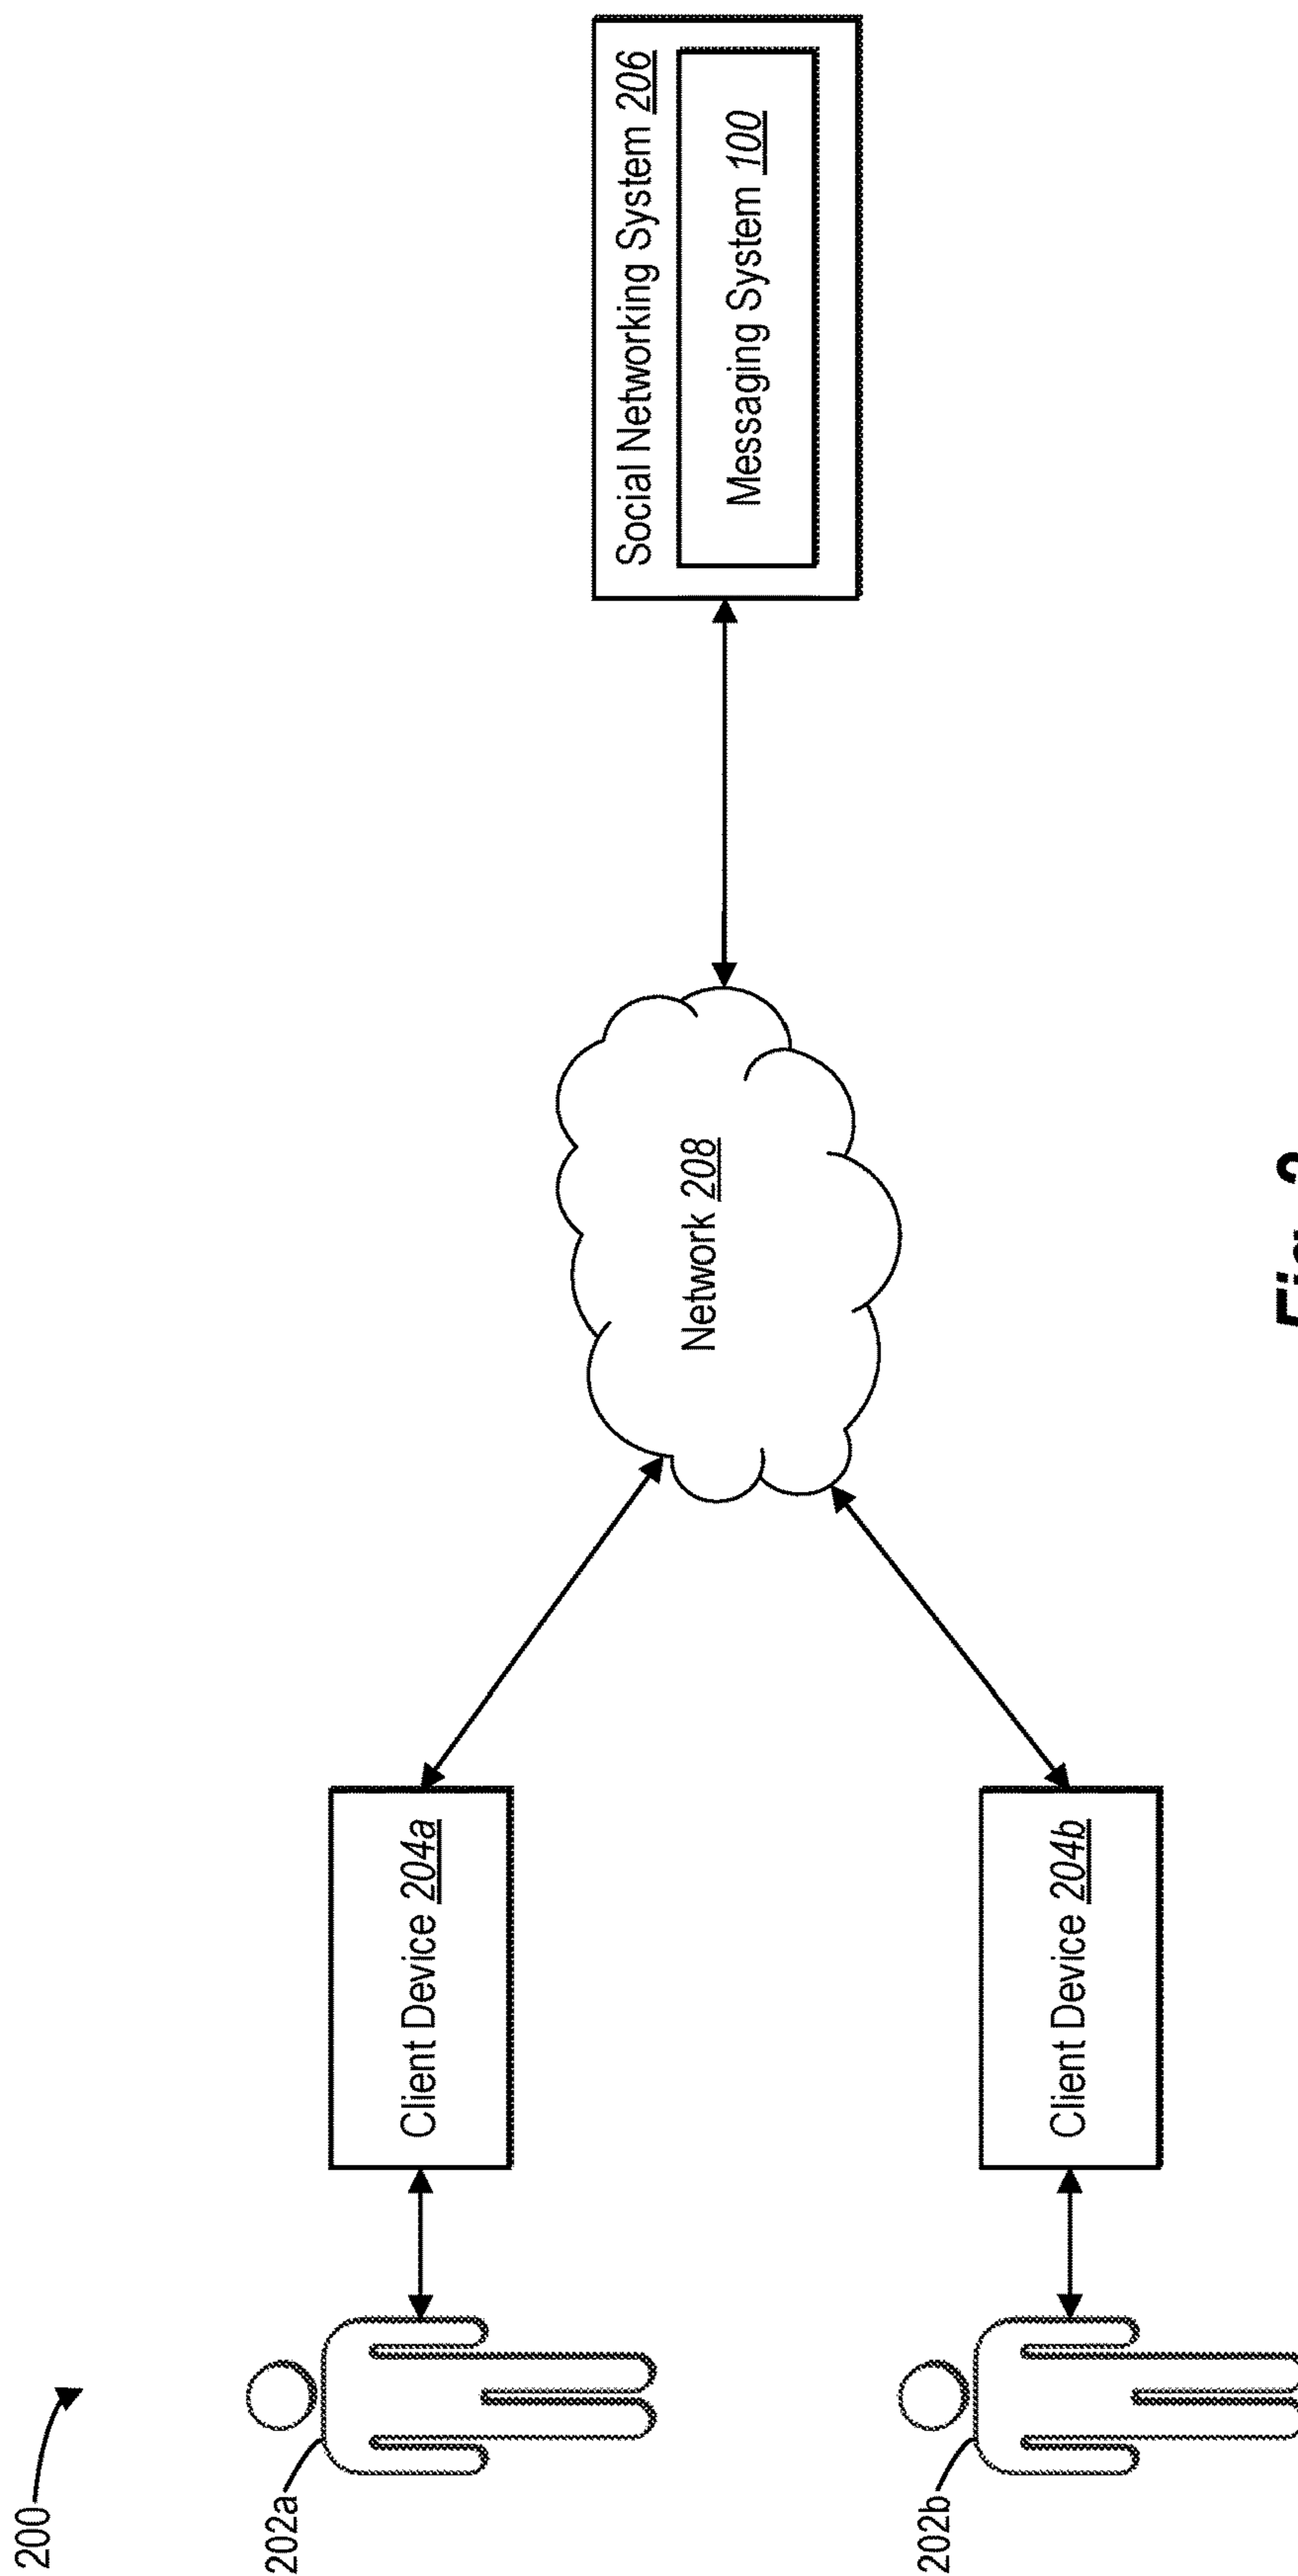 200
202a
Client Device 204a
Social Networking System 206
Messaging System 100
Network 208
202b
Client Device 204b